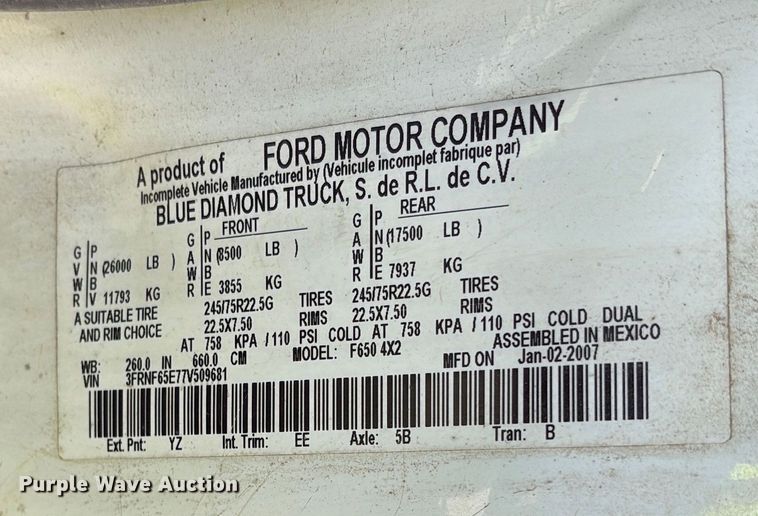 A product of FORD MOTOR COMPANY
Incomplete Vehicle Manufactured by (Vehicule incomplet fabrique par)
BLUE DIAMOND TRUCK, S. de R.L. de C.V.
FRONT REAR
G P G P G P
V N (26000 LB) A N (8500 LB) A N (17500 LB)
W B W B W B
R V 11793 KG R E 3855 KG R E 7937 KG
A SUITABLE TIRE 245/75R22.5G TIRES 245/75R22.5G TIRES
AND RIM CHOICE 22.5X7.50 RIMS 22.5X7.50 RIMS
AT 758 KPA /110 PSI COLD AT 758 KPA /110 PSI COLD DUAL
ASSEMBLED IN MEXICO
WB: 260.0 IN 660.0 CM MODEL: F650 4X2 MFD ON Jan-02-2007
VIN 3FRNF65E77V509681
Ext. Pnt: YZ Int. Trim: EE Axle: 5B Tran: B
Purple Wave Auction